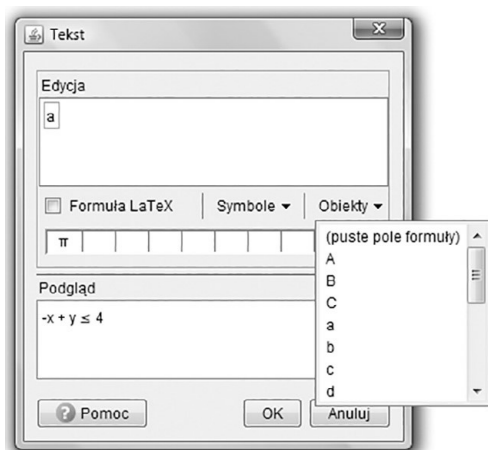 Tekst
Edycja
a
Formuła LaTeX Symbole Obiekty
π
(puste pole formuły)
A
B
C
a
b
c
d
Podgląd
-x + y ≤ 4
Pomoc OK Anuluj